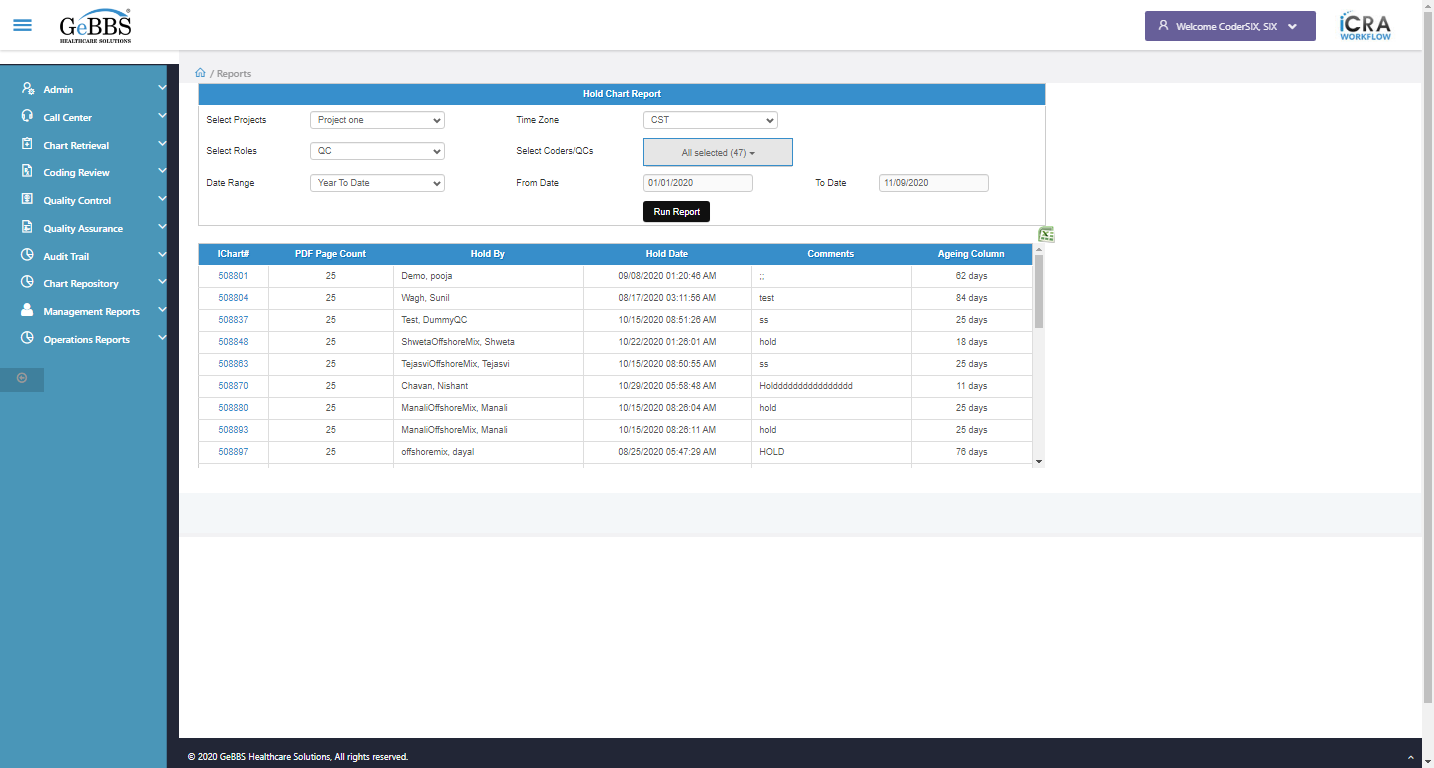 GeBBS®
HEALTHCARE SOLUTIONS
Welcome CoderSIX, SIX
iCRA
WORKFLOW
Admin
Call Center
Chart Retrieval
Coding Review
Quality Control
Quality Assurance
Audit Trail
Chart Repository
Management Reports
Operations Reports
/ Reports
Hold Chart Report
Select Projects Project one Time Zone CST
Select Roles QC Select Coders/QCs All selected (47)
Date Range Year To Date From Date 01/01/2020 To Date 11/09/2020
Run Report
IChart# PDF Page Count Hold By Hold Date Comments Ageing Column
508801 25 Demo, pooja 09/08/2020 01:20:46 AM ;; 62 days
508804 25 Wagh, Sunil 08/17/2020 03:11:56 AM test 84 days
508837 25 Test, DummyQC 10/15/2020 08:51:26 AM ss 25 days
508848 25 ShwetaOffshoreMix, Shweta 10/22/2020 01:26:01 AM hold 18 days
508863 25 TejasviOffshoreMix, Tejasvi 10/15/2020 08:50:55 AM ss 25 days
508870 25 Chavan, Nishant 10/29/2020 05:58:48 AM Holdddddddddddddddd 11 days
508880 25 ManaliOffshoreMix, Manali 10/15/2020 08:26:04 AM hold 25 days
508893 25 ManaliOffshoreMix, Manali 10/15/2020 08:26:11 AM hold 25 days
508897 25 offshoremix, dayal 08/25/2020 05:47:29 AM HOLD 76 days
© 2020 GeBBS Healthcare Solutions, All rights reserved.